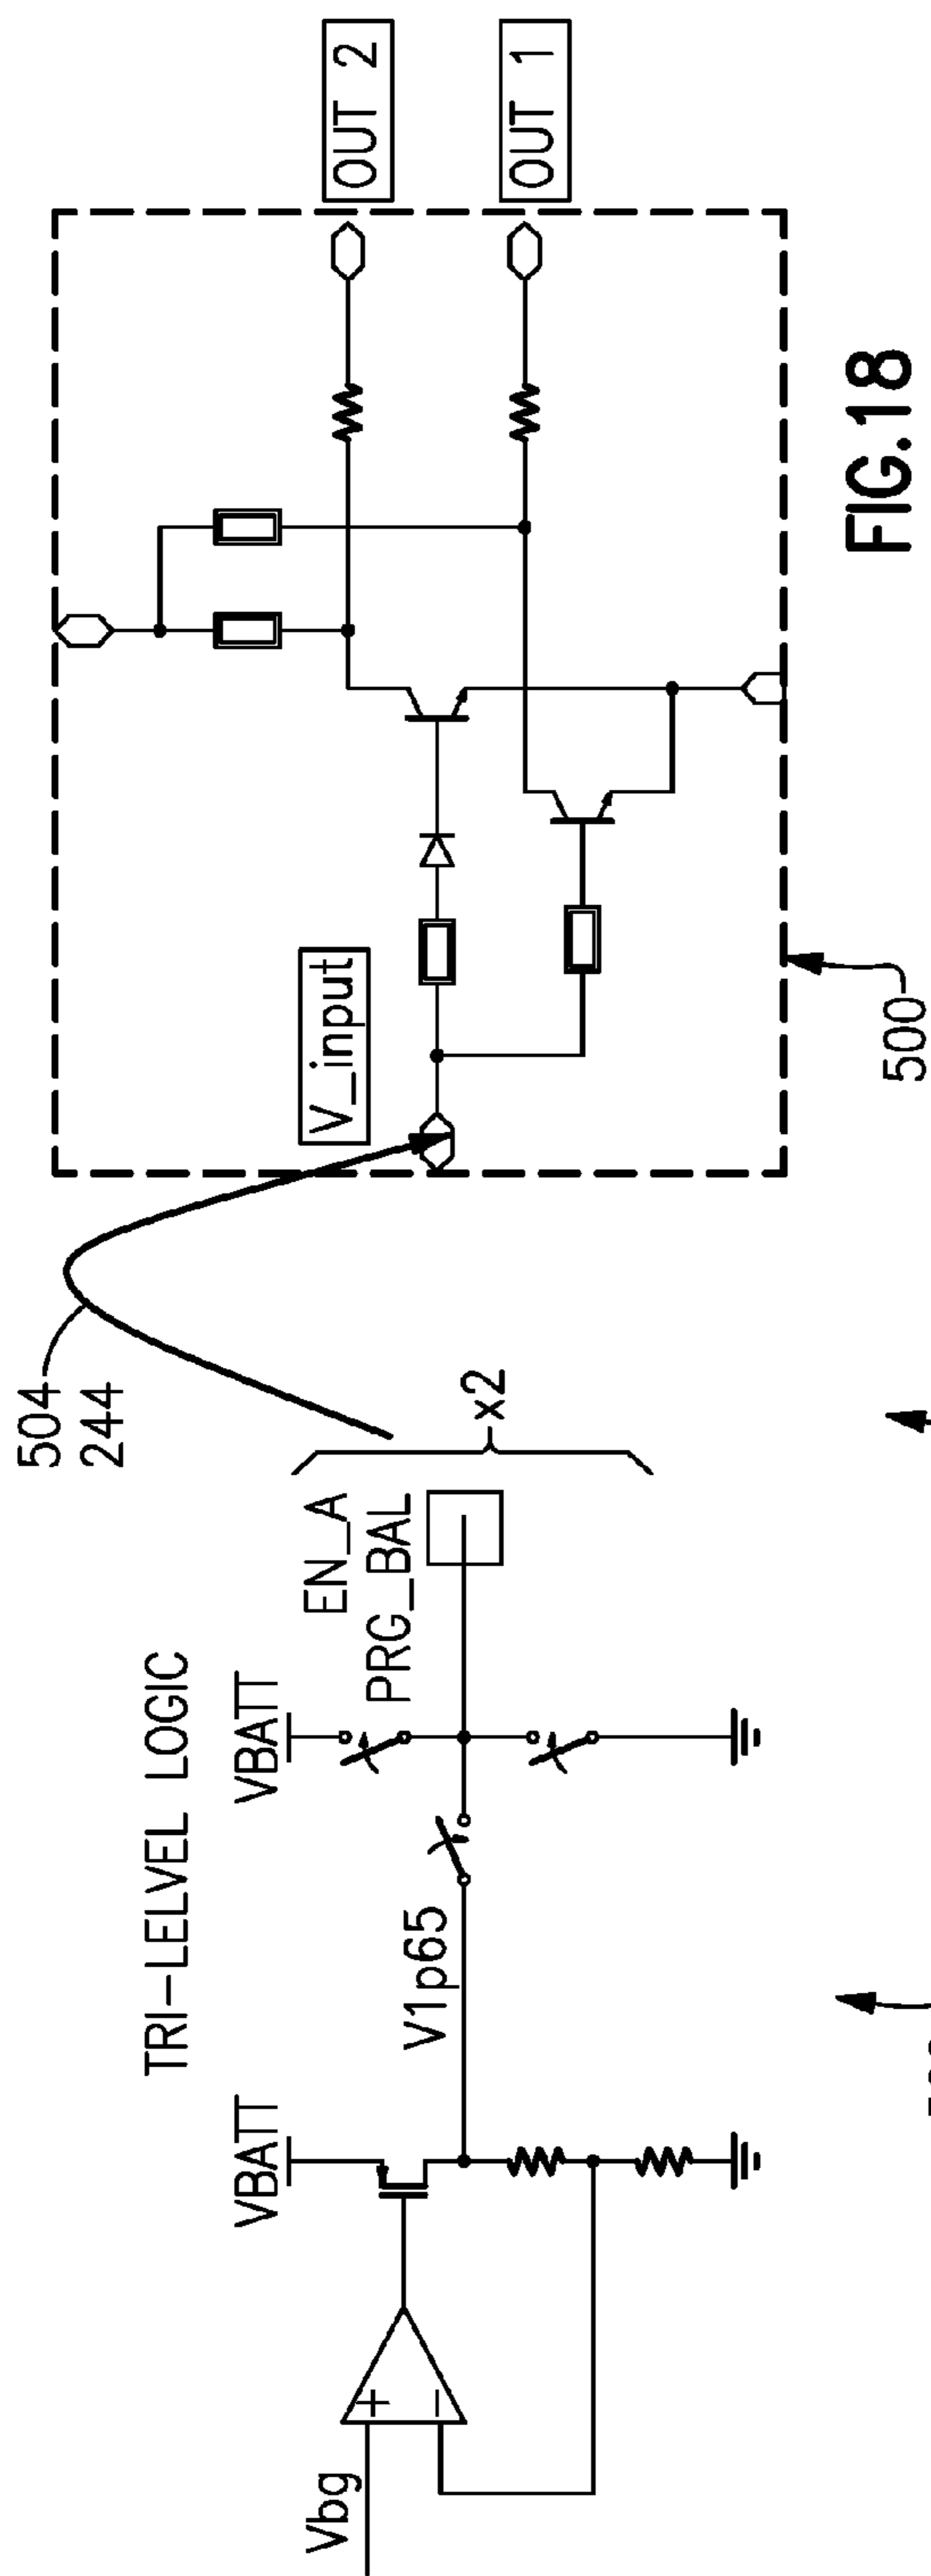 TRI-LELVEL LOGIC
Vbg
+
-
VBATT
V1p65
VBATT
EN_A
PRG_BAL
x2
504
244
V_input
OUT 2
OUT 1
500
FIG.18